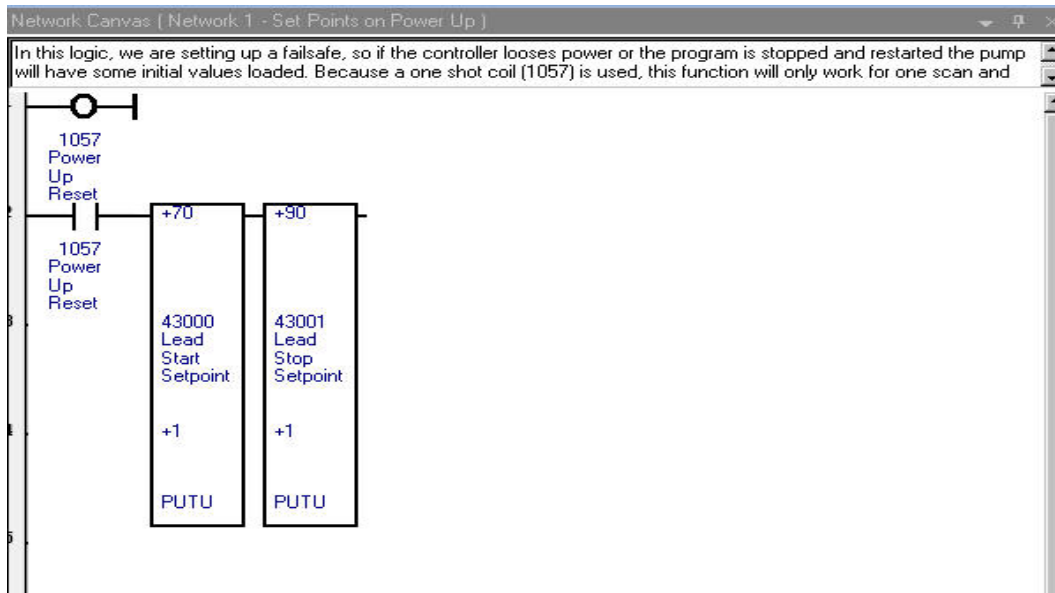 Network Canvas ( Network 1 - Set Points on Power Up )
In this logic, we are setting up a failsafe, so if the controller looses power or the program is stopped and restarted the pump
will have some initial values loaded. Because a one shot coil (1057) is used, this function will only work for one scan and
1057
Power
Up
Reset
2
+70
+90
1057
Power
Up
Reset
3
43000
Lead
Start
Setpoint
43001
Lead
Stop
Setpoint
4
+1
+1
PUTU
PUTU
5